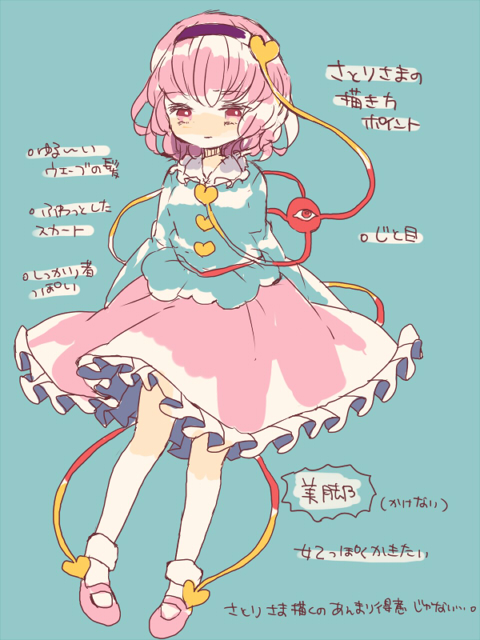 さとりさまの
描き方
ポイント
○ゆる〜い
ウェーブの髪
○ふわっとした
スカート
○しっかり者
っぽい
○じと目
美脚
(かけない)
女子っぽくかきたい
さとりさま描くのあんまり得意じゃない…。